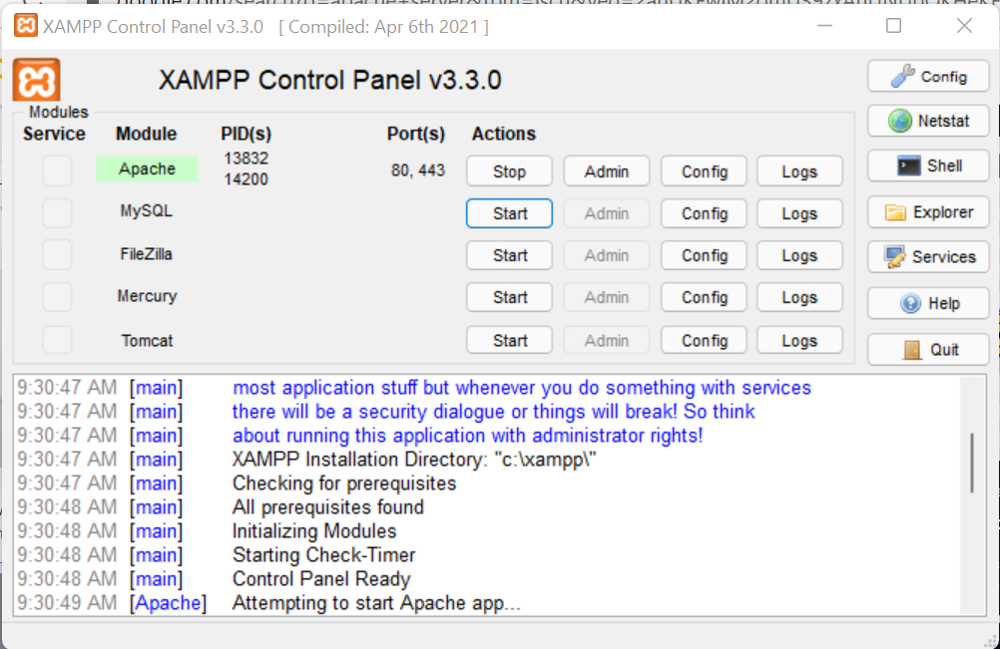 XAMPP Control Panel v3.3.0 [ Compiled: Apr 6th 2021 ]
XAMPP Control Panel v3.3.0
Config
Netstat
Shell
Explorer
Services
Help
Quit
Modules
Service Module PID(s) Port(s) Actions
Apache 13832 14200 80, 443 Stop Admin Config Logs
MySQL Start Admin Config Logs
FileZilla Start Admin Config Logs
Mercury Start Admin Config Logs
Tomcat Start Admin Config Logs
9:30:47 AM [main] most application stuff but whenever you do something with services
9:30:47 AM [main] there will be a security dialogue or things will break! So think
9:30:47 AM [main] about running this application with administrator rights!
9:30:47 AM [main] XAMPP Installation Directory: "c:\xampp\"
9:30:47 AM [main] Checking for prerequisites
9:30:48 AM [main] All prerequisites found
9:30:48 AM [main] Initializing Modules
9:30:48 AM [main] Starting Check-Timer
9:30:48 AM [main] Control Panel Ready
9:30:49 AM [Apache] Attempting to start Apache app...